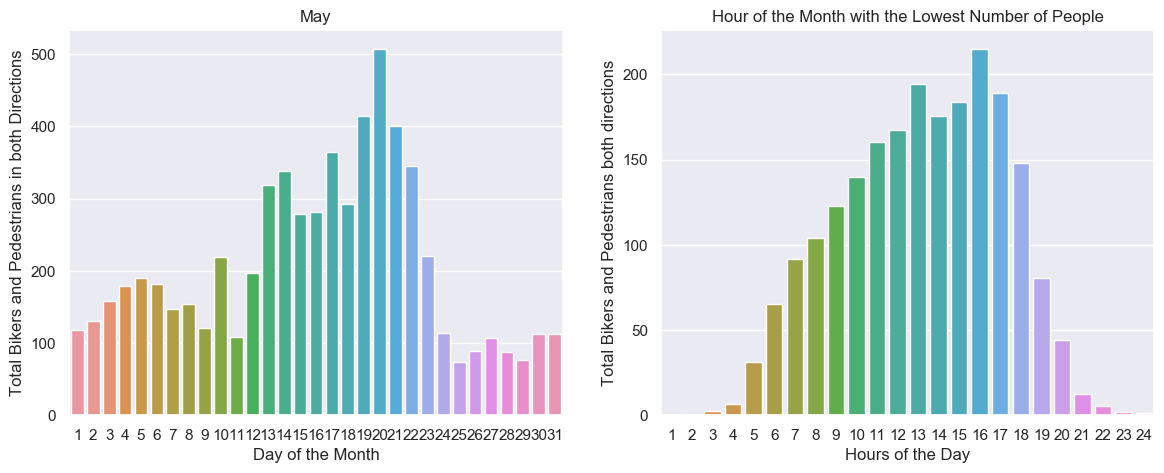 May
Total Bikers and Pedestrians in both Directions
500
400
300
200
100
0
1 2 3 4 5 6 7 8 9 10 11 12 13 14 15 16 17 18 19 20 21 22 23 24 25 26 27 28 29 30 31
Day of the Month
Hour of the Month with the Lowest Number of People
Total Bikers and Pedestrians both directions
200
150
100
50
0
1 2 3 4 5 6 7 8 9 10 11 12 13 14 15 16 17 18 19 20 21 22 23 24
Hours of the Day